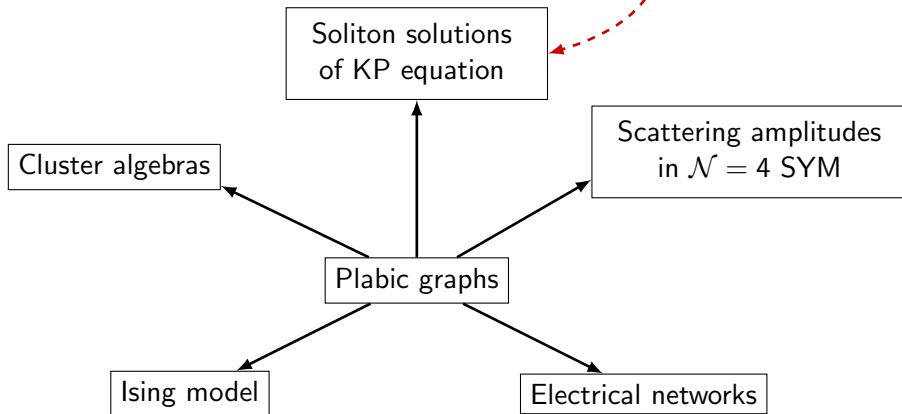 Soliton solutions
of KP equation
Scattering amplitudes
in 𝒩 = 4 SYM
Cluster algebras
Plabic graphs
Ising model
Electrical networks